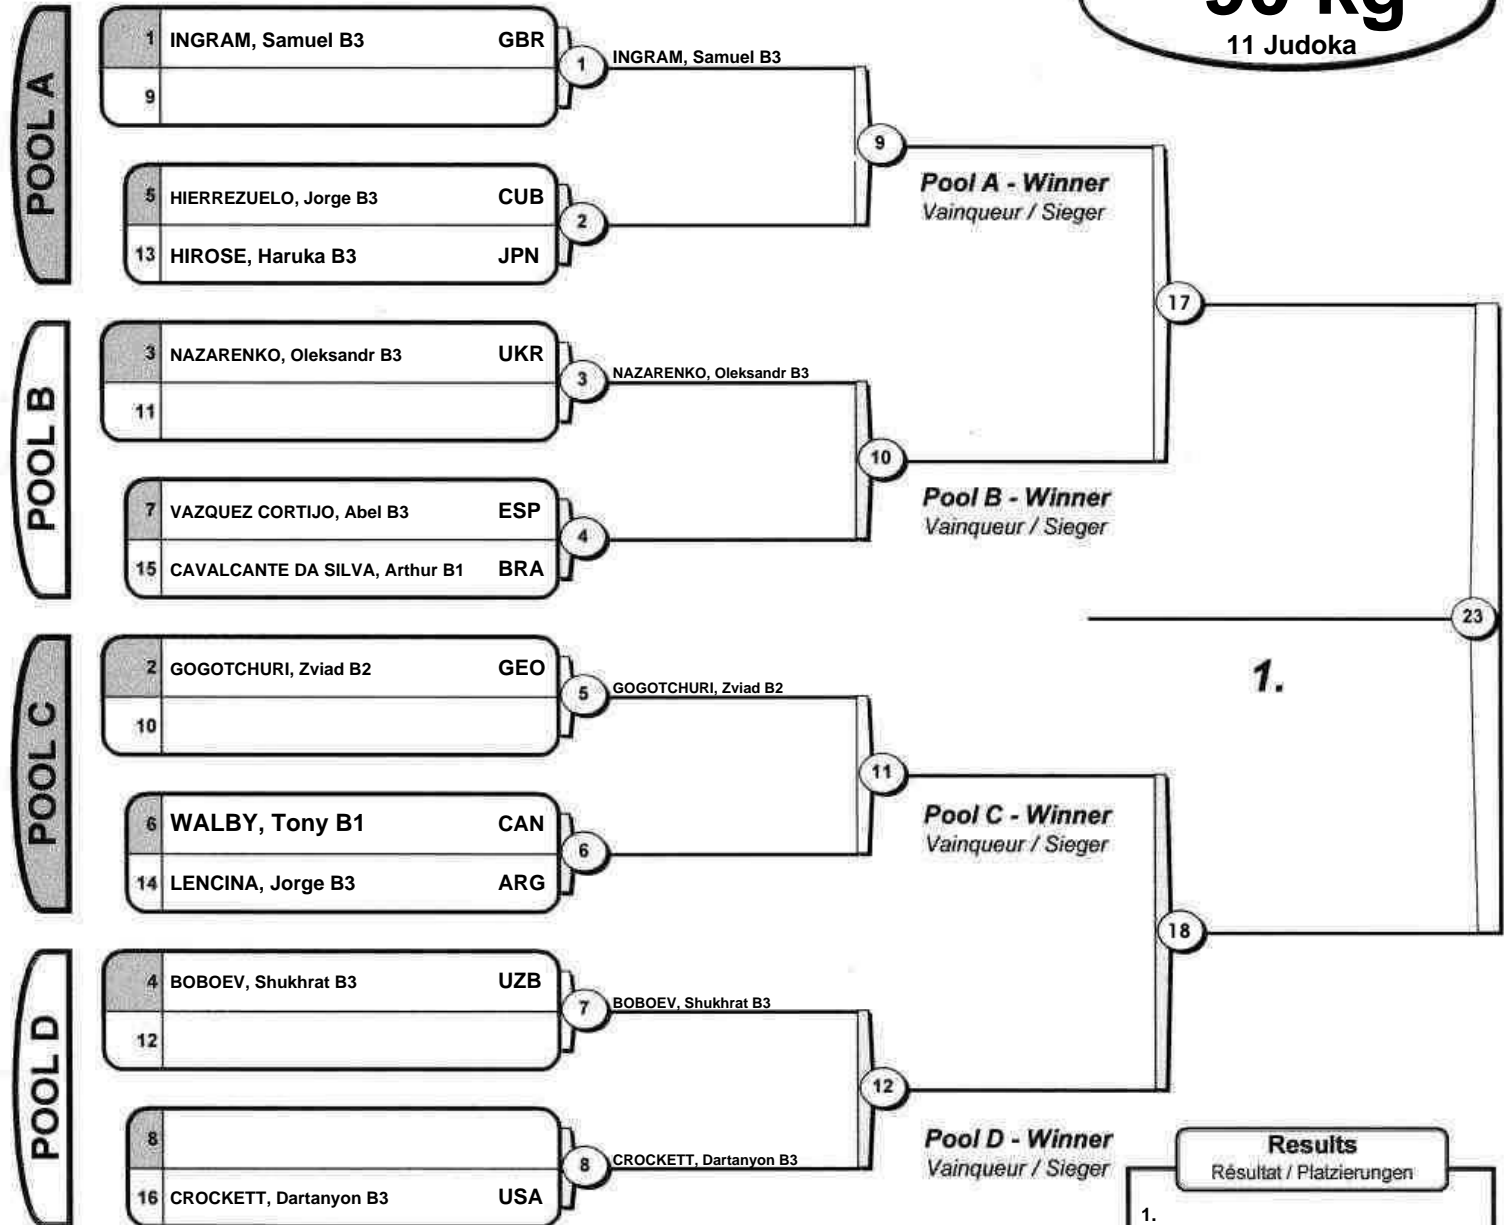 90 kg
11 Judoka
POOL A
1 INGRAM, Samuel B3 GBR
9
1 INGRAM, Samuel B3
5 HIERREZUELO, Jorge B3 CUB
13 HIROSE, Haruka B3 JPN
2
9
Pool A - Winner
Vainqueur / Sieger
POOL B
3 NAZARENKO, Oleksandr B3 UKR
11
3 NAZARENKO, Oleksandr B3
7 VAZQUEZ CORTIJO, Abel B3 ESP
15 CAVALCANTE DA SILVA, Arthur B1 BRA
4
10
Pool B - Winner
Vainqueur / Sieger
17
POOL C
2 GOGOTCHURI, Zviad B2 GEO
10
5 GOGOTCHURI, Zviad B2
6 WALBY, Tony B1 CAN
14 LENCINA, Jorge B3 ARG
6
11
Pool C - Winner
Vainqueur / Sieger
POOL D
4 BOBOEV, Shukhrat B3 UZB
12
7 BOBOEV, Shukhrat B3
8
16 CROCKETT, Dartanyon B3 USA
8 CROCKETT, Dartanyon B3
12
Pool D - Winner
Vainqueur / Sieger
18
23
1.
Results
Résultat / Platzierungen
1.